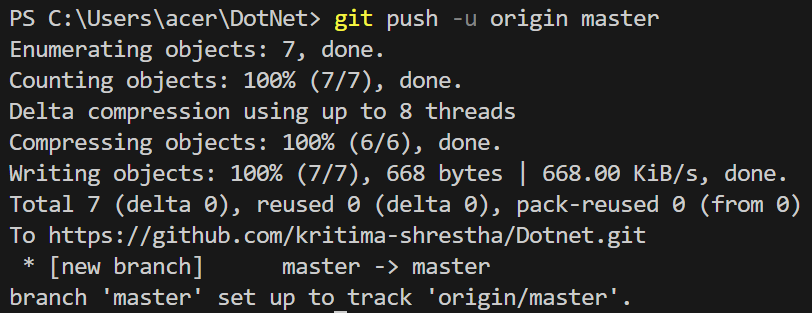 PS C:\Users\acer\DotNet> git push -u origin master
Enumerating objects: 7, done.
Counting objects: 100% (7/7), done.
Delta compression using up to 8 threads
Compressing objects: 100% (6/6), done.
Writing objects: 100% (7/7), 668 bytes | 668.00 KiB/s, done.
Total 7 (delta 0), reused 0 (delta 0), pack-reused 0 (from 0)
To https://github.com/kritima-shrestha/Dotnet.git
 * [new branch]      master -> master
branch 'master' set up to track 'origin/master'.